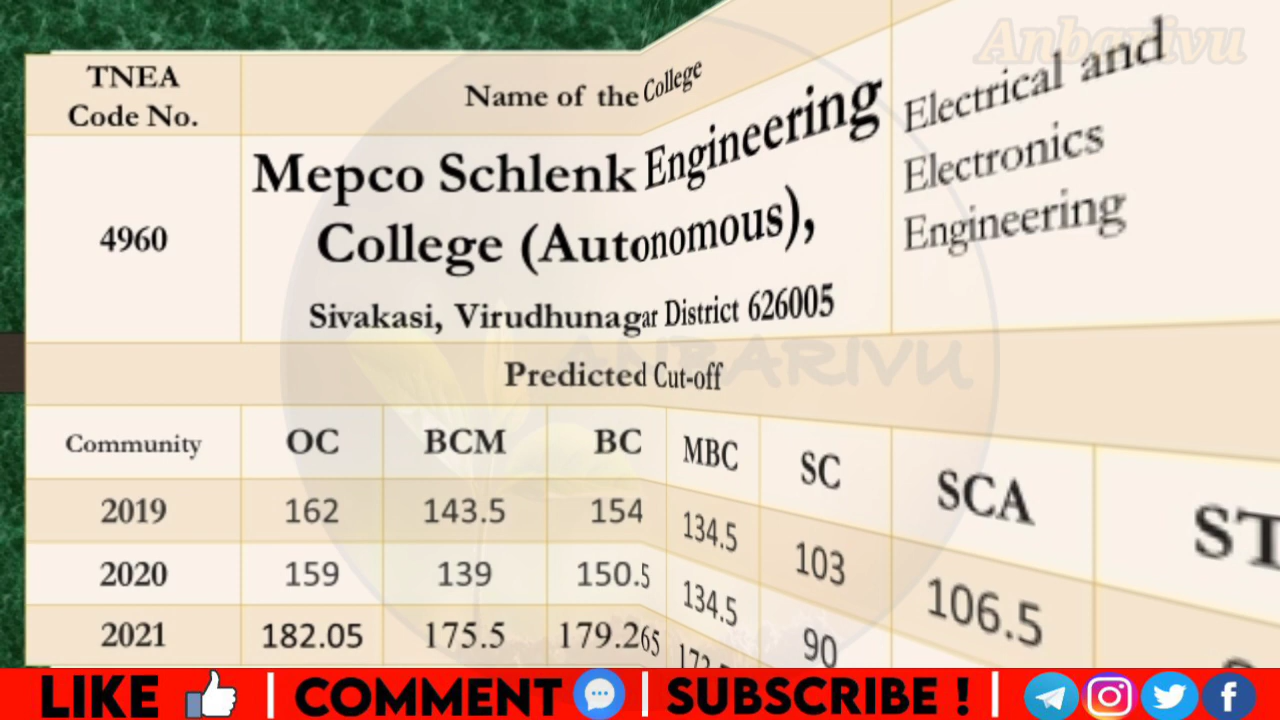 Anbarivu
TNEA
Code No.
Name of the College
Mepco Schlenk Engineering
College (Autonomous),
Sivakasi, Virudhunagar District 626005
4960
Electrical and
Electronics
Engineering
ANBARIVU
Predicted Cut-off
Community OC BCM BC MBC SC SCA ST
2019 162 143.5 154 134.5 103 106.5
2020 159 139 150.5 134.5 90
2021 182.05 175.5 179.265
LIKE | COMMENT | SUBSCRIBE ! |